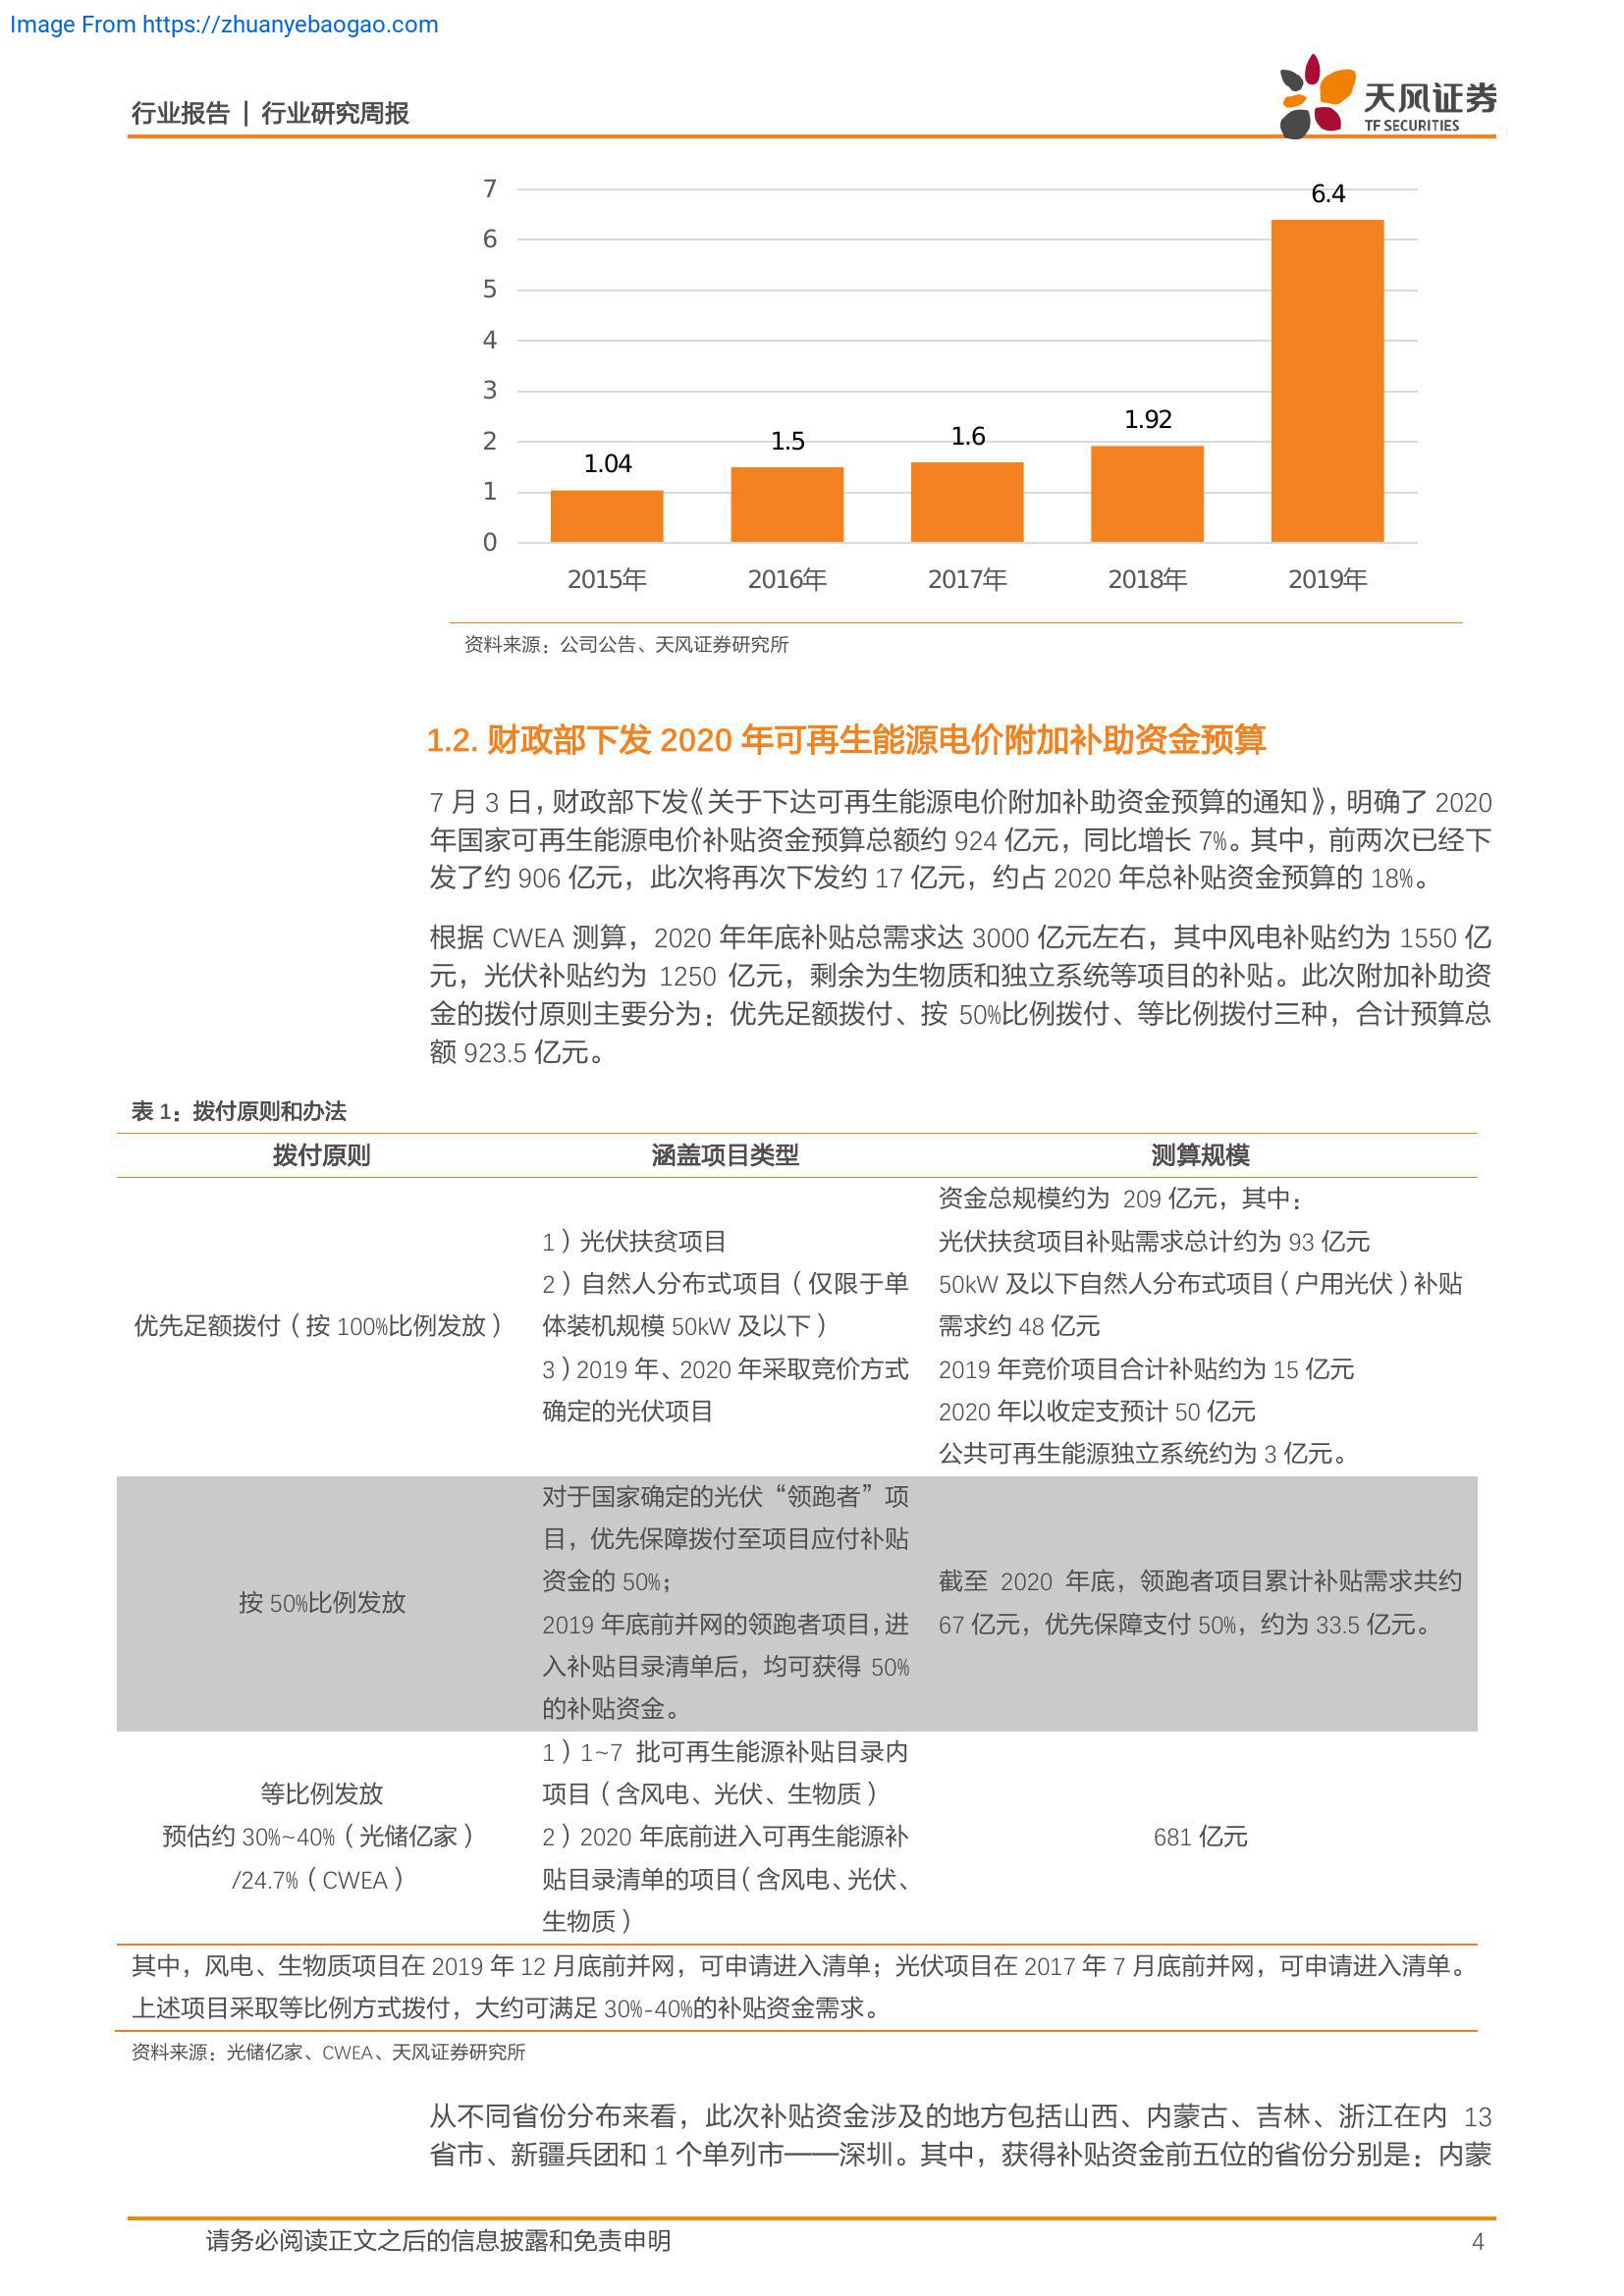 Image From https://zhuanyebaogao.com
行业报告 | 行业研究周报
天风证券
TF SECURITIES
7
6
5
4
3
2
1
0
1.04
1.5
1.6
1.92
6.4
2015年
2016年
2017年
2018年
2019年
资料来源：公司公告、天风证券研究所
1.2. 财政部下发 2020 年可再生能源电价附加补助资金预算
7 月 3 日，财政部下发《关于下达可再生能源电价附加补助资金预算的通知》，明确了 2020
年国家可再生能源电价补贴资金预算总额约 924 亿元，同比增长 7%。其中，前两次已经下
发了约 906 亿元，此次将再次下发约 17 亿元，约占 2020 年总补贴资金预算的 18%。
根据 CWEA 测算，2020 年年底补贴总需求达 3000 亿元左右，其中风电补贴约为 1550 亿
元，光伏补贴约为 1250 亿元，剩余为生物质和独立系统等项目的补贴。此次附加补助资
金的拨付原则主要分为：优先足额拨付、按 50%比例拨付、等比例拨付三种，合计预算总
额 923.5 亿元。
表 1：拨付原则和办法
拨付原则
涵盖项目类型
测算规模
优先足额拨付（按 100%比例发放）
1）光伏扶贫项目
2）自然人分布式项目（仅限于单
体装机规模 50kW 及以下）
3）2019 年、2020 年采取竞价方式
确定的光伏项目
资金总规模约为 209 亿元，其中：
光伏扶贫项目补贴需求总计约为 93 亿元
50kW 及以下自然人分布式项目（户用光伏）补贴
需求约 48 亿元
2019 年竞价项目合计补贴约为 15 亿元
2020 年以收定支预计 50 亿元
公共可再生能源独立系统约为 3 亿元。
按 50%比例发放
对于国家确定的光伏“领跑者”项
目，优先保障拨付至项目应付补贴
资金的 50%；
2019 年底前并网的领跑者项目，进
入补贴目录清单后，均可获得 50%
的补贴资金。
截至 2020 年底，领跑者项目累计补贴需求共约
67 亿元，优先保障支付 50%，约为 33.5 亿元。
等比例发放
预估约 30%~40%（光储亿家）
/24.7%（CWEA）
1）1~7 批可再生能源补贴目录内
项目（含风电、光伏、生物质）
2）2020 年底前进入可再生能源补
贴目录清单的项目（含风电、光伏、
生物质）
681 亿元
其中，风电、生物质项目在 2019 年 12 月底前并网，可申请进入清单；光伏项目在 2017 年 7 月底前并网，可申请进入清单。
上述项目采取等比例方式拨付，大约可满足 30%-40%的补贴资金需求。
资料来源：光储亿家、CWEA、天风证券研究所
从不同省份分布来看，此次补贴资金涉及的地方包括山西、内蒙古、吉林、浙江在内 13
省市、新疆兵团和 1 个单列市——深圳。其中，获得补贴资金前五位的省份分别是：内蒙
请务必阅读正文之后的信息披露和免责申明
4